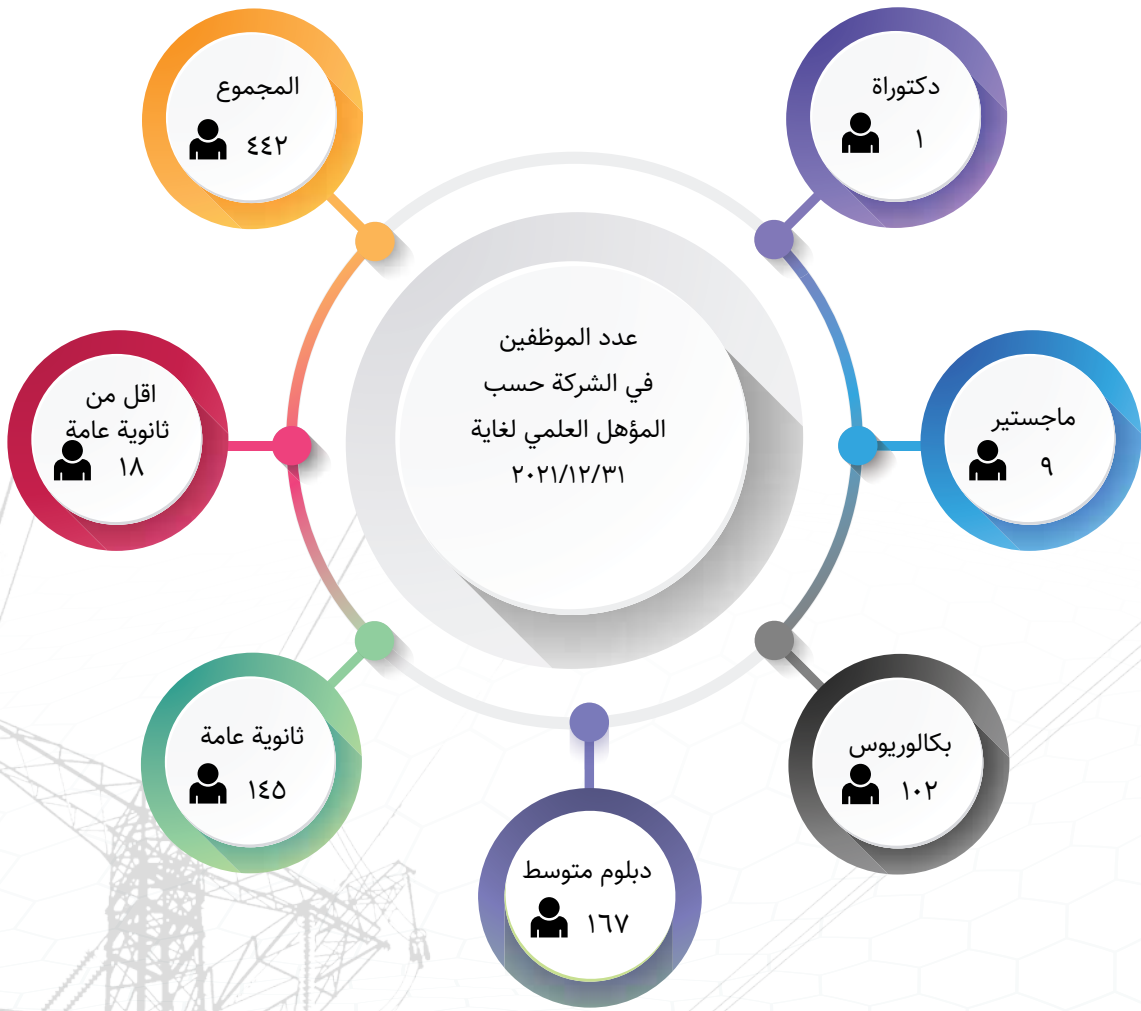 عدد الموظفين
في الشركة حسب
المؤهل العلمي لغاية
٢٠٢١/١٢/٣١
دكتوراة
١
ماجستير
٩
بكالوريوس
١٠٢
دبلوم متوسط
١٦٧
ثانوية عامة
١٤٥
اقل من
ثانوية عامة
١٨
المجموع
٤٤٢